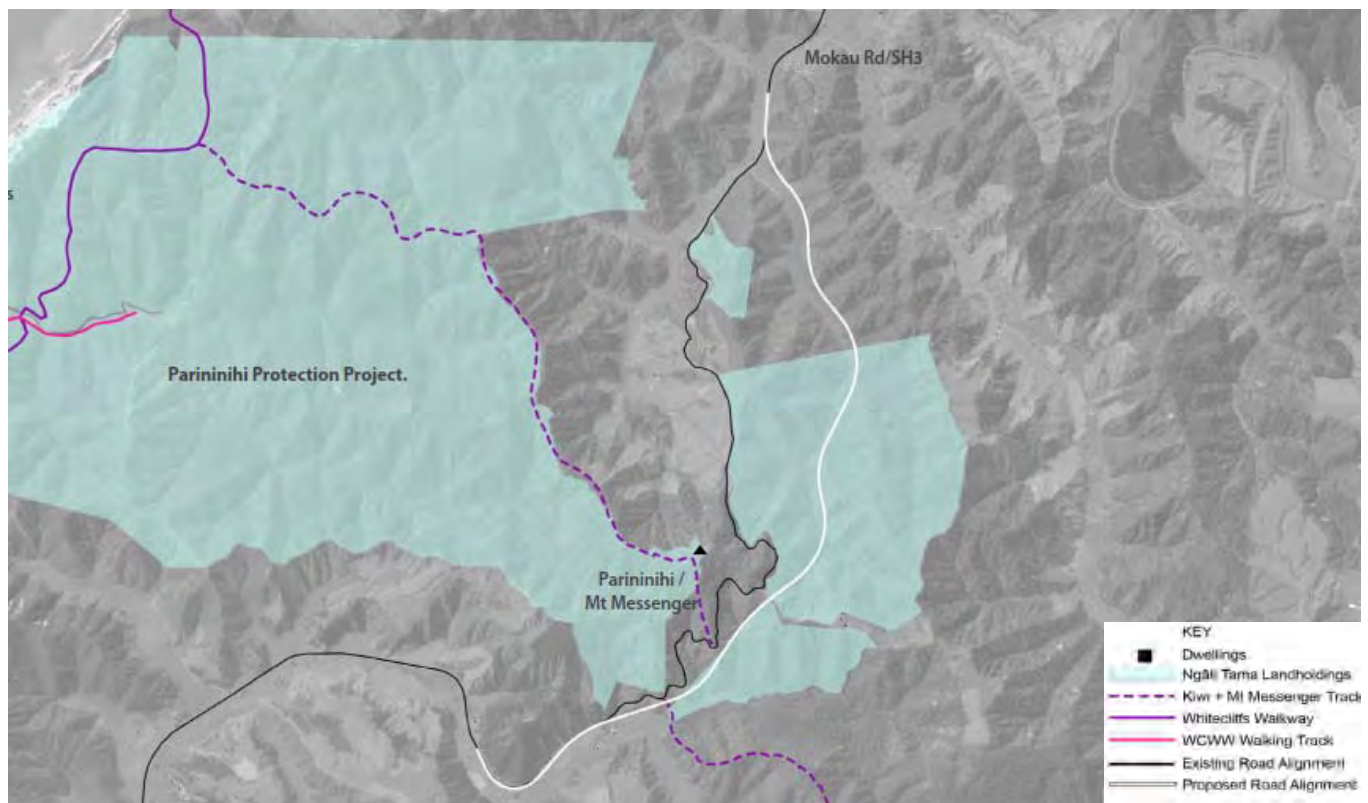 Mokau Rd/SH3
s
Parininihi Protection Project.
Parininihi /
Mt Messenger
KEY
Dwellings
Ngāti Tama Landholdings
Kiwi + Mt Messenger Track
Whitecliffs Walkway
WCWW Walking Track
Existing Road Alignment
Proposed Road Alignment